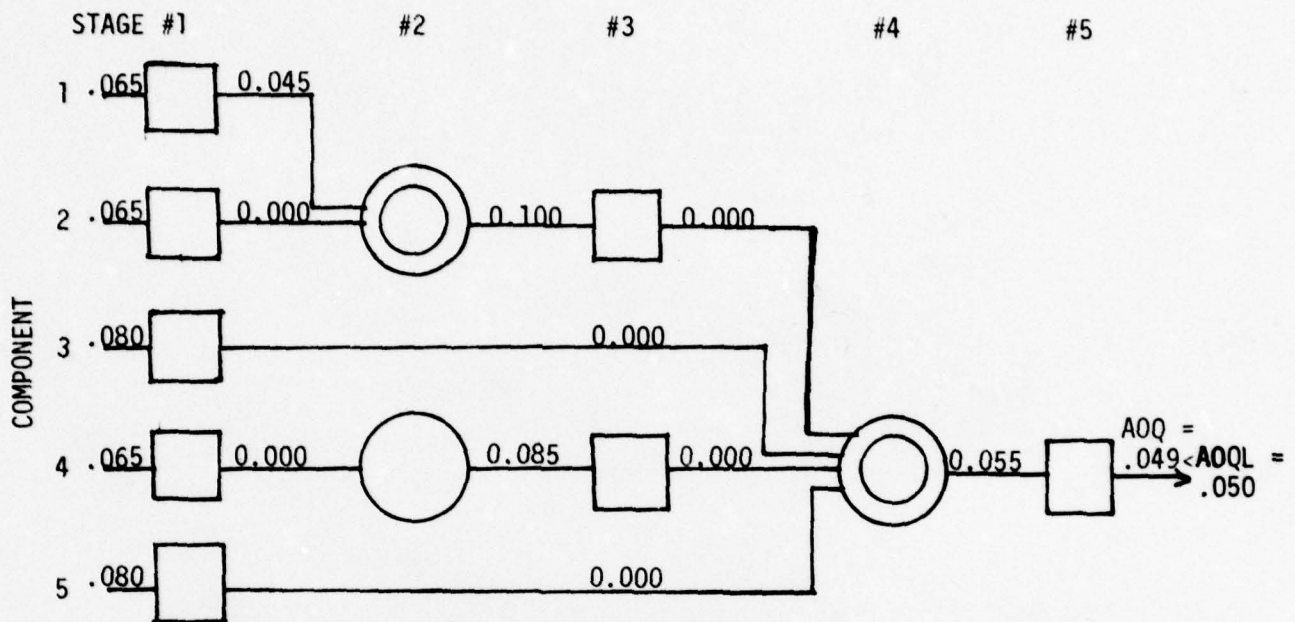 STAGE #1 #2 #3 #4 #5
1 .065 0.045
2 .065 0.000 0.100 0.000
3 .080 0.000
4 .065 0.000 0.085 0.000 0.055
AOQ =
.049<AOQL =
.050
5 .080 0.000
COMPONENT